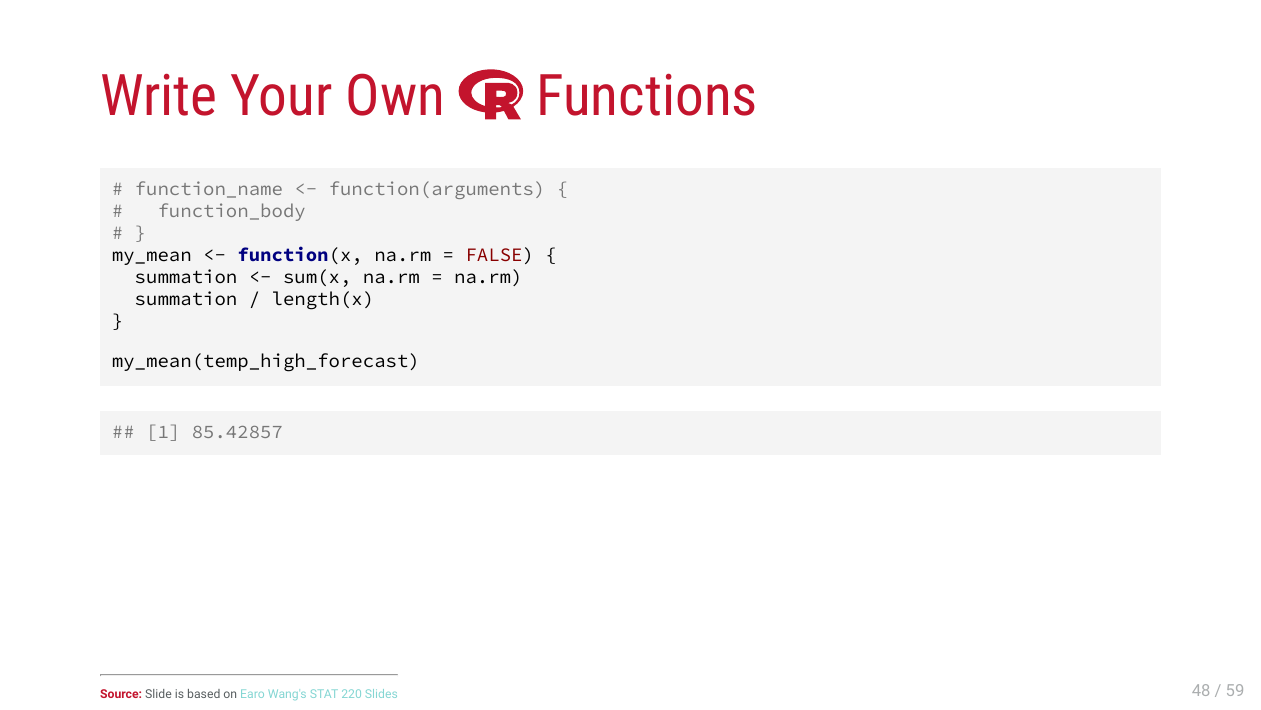 Write Your Own R Functions
# function_name <- function(arguments) {
#   function_body
# }
my_mean <- function(x, na.rm = FALSE) {
  summation <- sum(x, na.rm = na.rm)
  summation / length(x)
}
my_mean(temp_high_forecast)
## [1] 85.42857
Source: Slide is based on Earo Wang's STAT 220 Slides
48 / 59